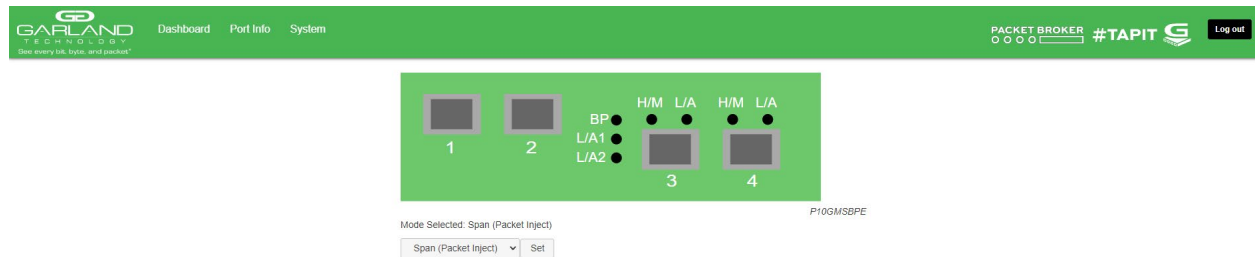 GARLAND
TECHNOLOGY
See every bit, byte, and packet®
Dashboard Port Info System
PACKET BROKER
#TAPIT
Log out
H/M L/A H/M L/A
BP
L/A1
L/A2
1 2
3 4
P10GMSBPE
Mode Selected: Span (Packet Inject)
Span (Packet Inject) Set